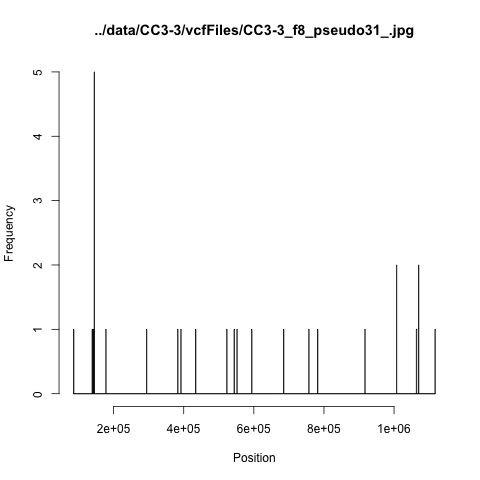 ../data/CC3-3/vcfFiles/CC3-3_f8_pseudo31_.jpg
Frequency
5
4
3
2
1
0
2e+05 4e+05 6e+05 8e+05 1e+06
Position